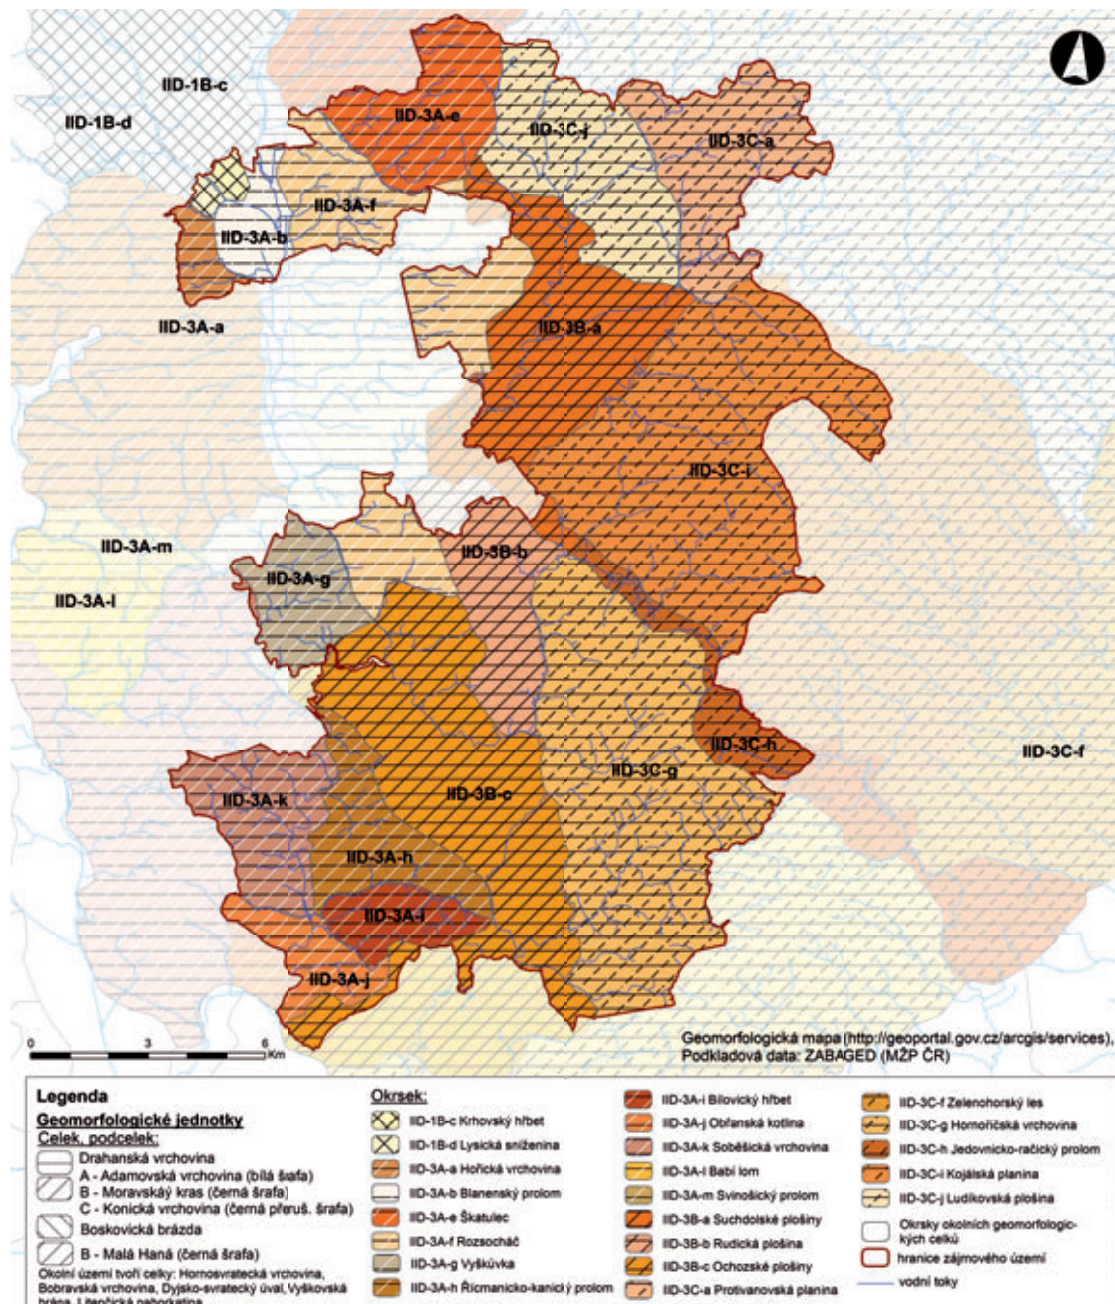 IID-1B-c
IID-1B-d
IID-3A-e
IID-3C-j
IID-3C-a
IID-3A-f
IID-3A-b
IID-3A-a
IID-3B-a
IID-3C-i
IID-3A-m
IID-3B-b
IID-3A-g
IID-3A-l
IID-3C-h
IID-3C-f
IID-3C-g
IID-3B-c
IID-3A-k
IID-3A-h
IID-3A-i
IID-3A-j
0 3 6
Km
Geomorfologická mapa (http://geoportal.gov.cz/arcgis/services),
Podkladová data: ZABAGED (MŽP ČR)
Legenda
Geomorfologické jednotky
Celek, podcelek:
Drahanská vrchovina
A - Adamovská vrchovina (bílá šrafa)
B - Moravskáý kras (černá šrafa)
C - Konická vrchovina (černá přeruš. šrafa)
Boskovická brázda
B - Malá Haná (černá šrafa)
Okolní území tvoří celky: Hornosvratecká vrchovina,
Bobravská vrchovina, Dyjsko-svratecký úval, Vyškovská
brána, Litenčická pahorkatina
Okrsek:
IID-1B-c Krhovský hřbet
IID-1B-d Lysická sníženina
IID-3A-a Hořická vrchovina
IID-3A-b Blanenský prolom
IID-3A-e Škatulec
IID-3A-f Rozsocháč
IID-3A-g Vyškůvka
IID-3A-h Řícmanicko-kanický prolom
IID-3A-i Bílovický hřbet
IID-3A-j Obřanská kotlina
IID-3A-k Soběšická vrchovina
IID-3A-l Babí lom
IID-3A-m Svinošický prolom
IID-3B-a Suchdolské plošiny
IID-3B-b Rudická plošina
IID-3B-c Ochozské plošiny
IID-3C-a Protivanovská planina
IID-3C-f Zelenohorský les
IID-3C-g Hornoříčská vrchovina
IID-3C-h Jedovnicko-račický prolom
IID-3C-i Kojálská planina
IID-3C-j Ludíkovská plošina
Okrsky okolních geomorfologic-
kých celků
hranice zájmového území
vodní toky